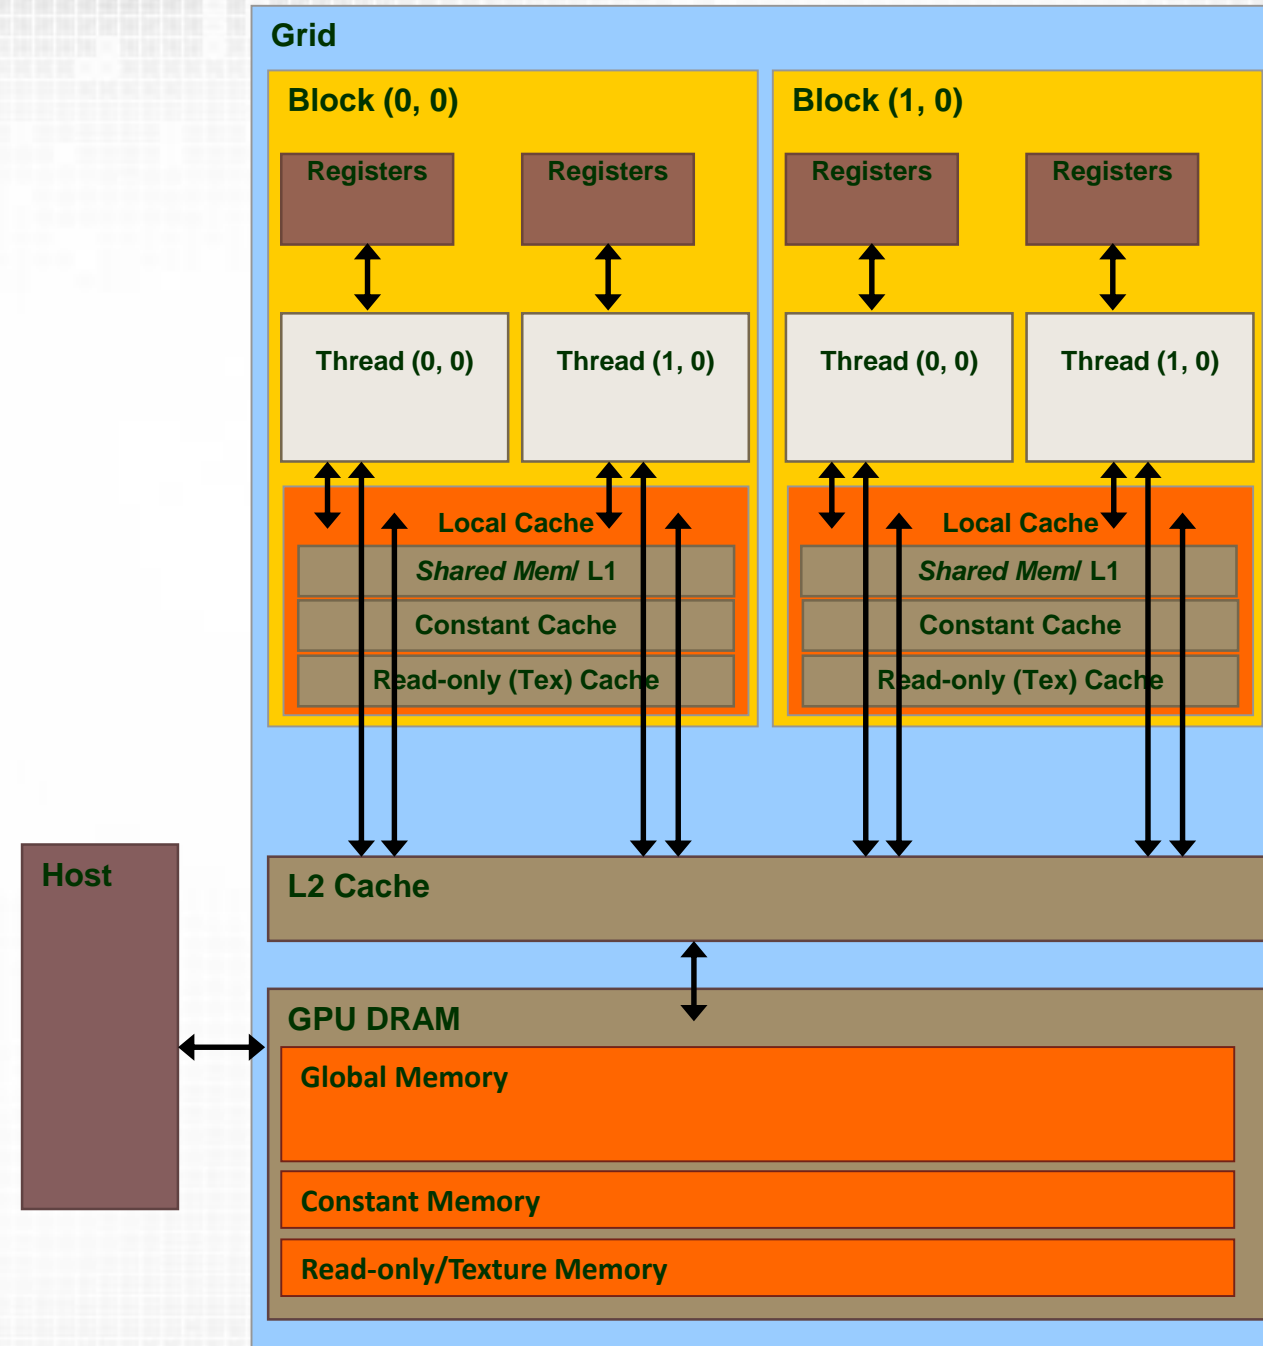 Grid
Block (0, 0)
Block (1, 0)
Registers
Registers
Registers
Registers
Thread (0, 0)
Thread (1, 0)
Thread (0, 0)
Thread (1, 0)
Local Cache
Local Cache
Shared Mem/ L1
Shared Mem/ L1
Constant Cache
Constant Cache
Read-only (Tex) Cache
Read-only (Tex) Cache
Host
L2 Cache
GPU DRAM
Global Memory
Constant Memory
Read-only/Texture Memory